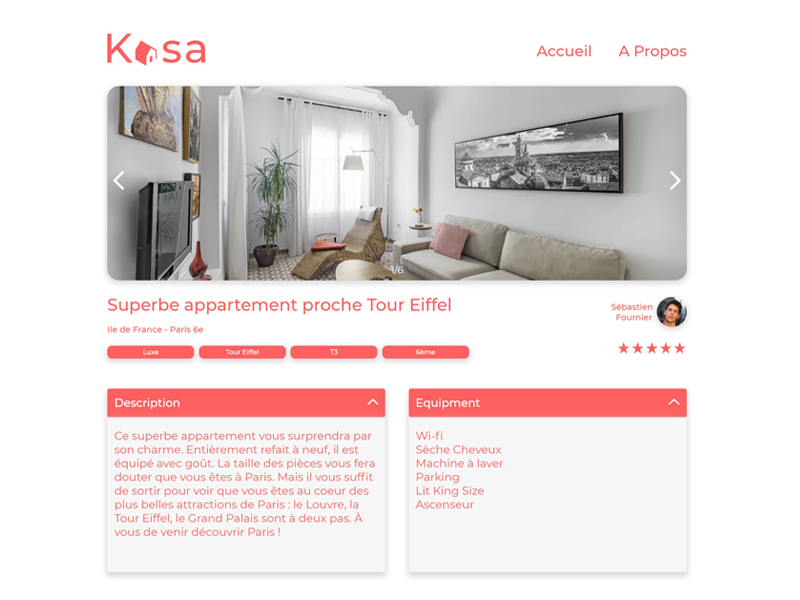 Kasa
Accueil
A Propos
1/6
Superbe appartement proche Tour Eiffel
Ile de France - Paris 6e
Sébastien
Fournier
Luxe
Tour Eiffel
T3
6ème
Description
Ce superbe appartement vous surprendra par
son charme. Entièrement refait à neuf, il est
équipé avec goût. La taille des pièces vous fera
douter que vous êtes à Paris. Mais il vous suffit
de sortir pour voir que vous êtes au coeur des
plus belles attractions de Paris : le Louvre, la
Tour Eiffel, le Grand Palais sont à deux pas. À
vous de venir découvrir Paris !
Equipment
Wi-fi
Sèche Cheveux
Machine à laver
Parking
Lit King Size
Ascenseur